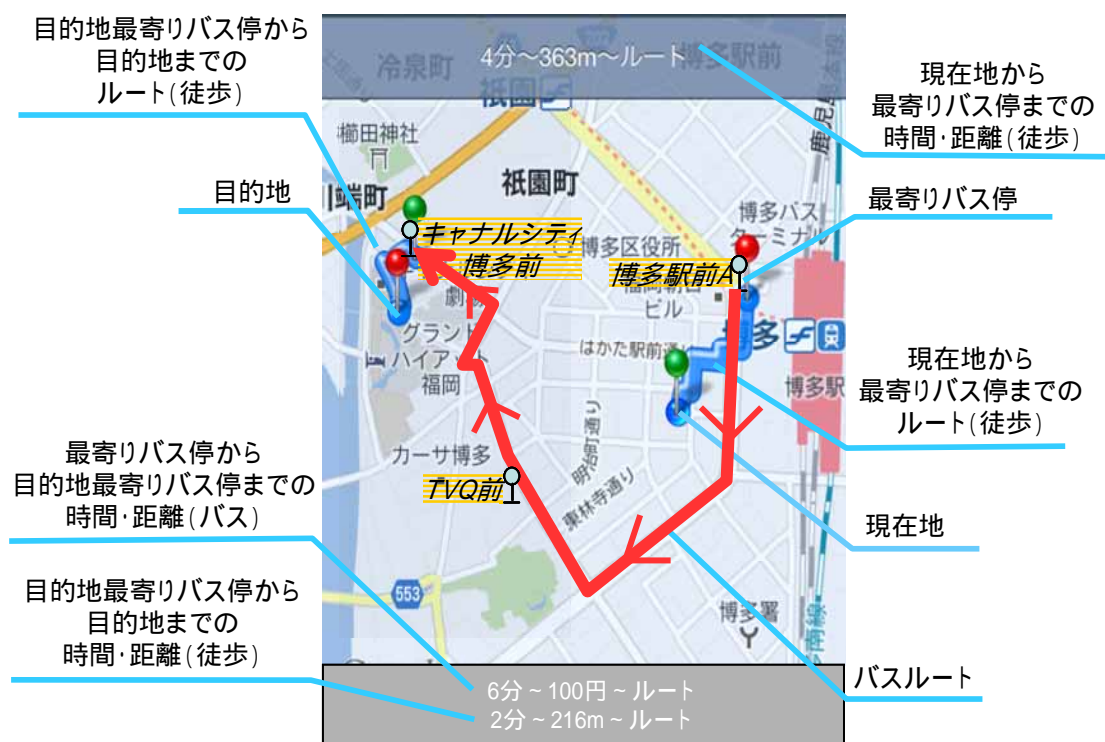 目的地最寄りバス停から
目的地までの
ルート(徒歩)
目的地
最寄りバス停から
目的地最寄りバス停までの
時間・距離(バス)
目的地最寄りバス停から
目的地までの
時間・距離(徒歩)
4分～363m～ルート
冷泉町
博多駅前
祇園
櫛田神社
川端町
祇園町
博多バス
ターミナル
キャナルシティ
博多前
博多区役所
博多駅前A
ビル
グランド
ハイアット
福岡
はかた駅前通り
博多
博多駅
カーサ博多
TVQ前
明治町通り
東林寺通り
553
博多署
6分～100円～ルート
2分～216m～ルート
現在地から
最寄りバス停までの
時間・距離(徒歩)
最寄りバス停
現在地から
最寄りバス停までの
ルート(徒歩)
現在地
バスルート